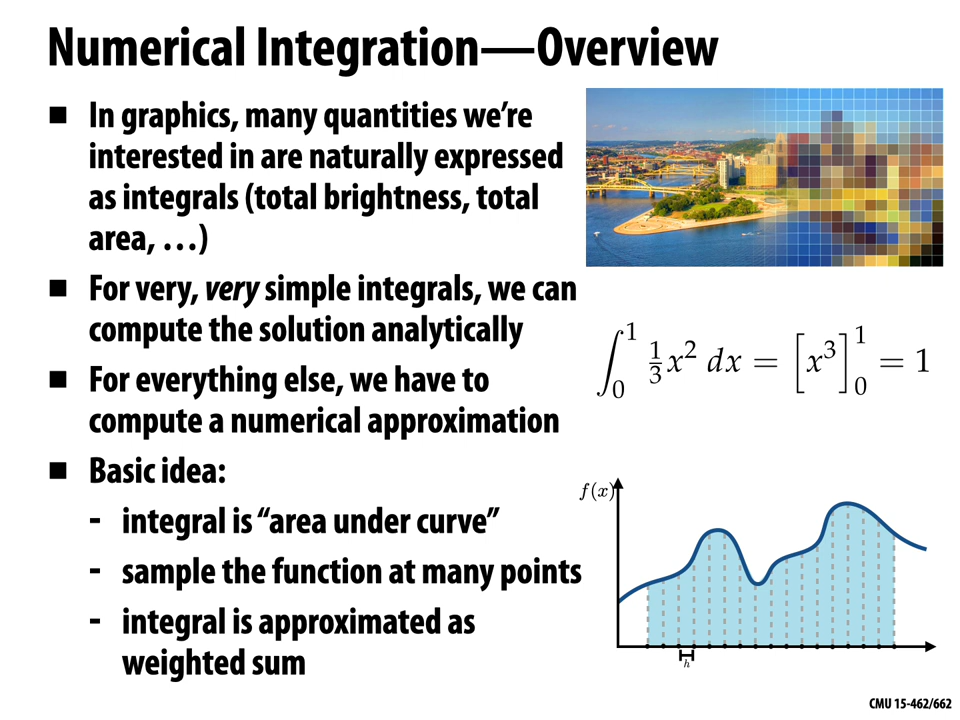 Numerical Integration—Overview
■ In graphics, many quantities we’re
interested in are naturally expressed
as integrals (total brightness, total
area, …)
■ For very, very simple integrals, we can
compute the solution analytically
■ For everything else, we have to
compute a numerical approximation
■ Basic idea:
- integral is “area under curve”
- sample the function at many points
- integral is approximated as
weighted sum
∫₀¹ ⅓x² dx = [x³]₀¹ = 1
f(x)
h
CMU 15-462/662